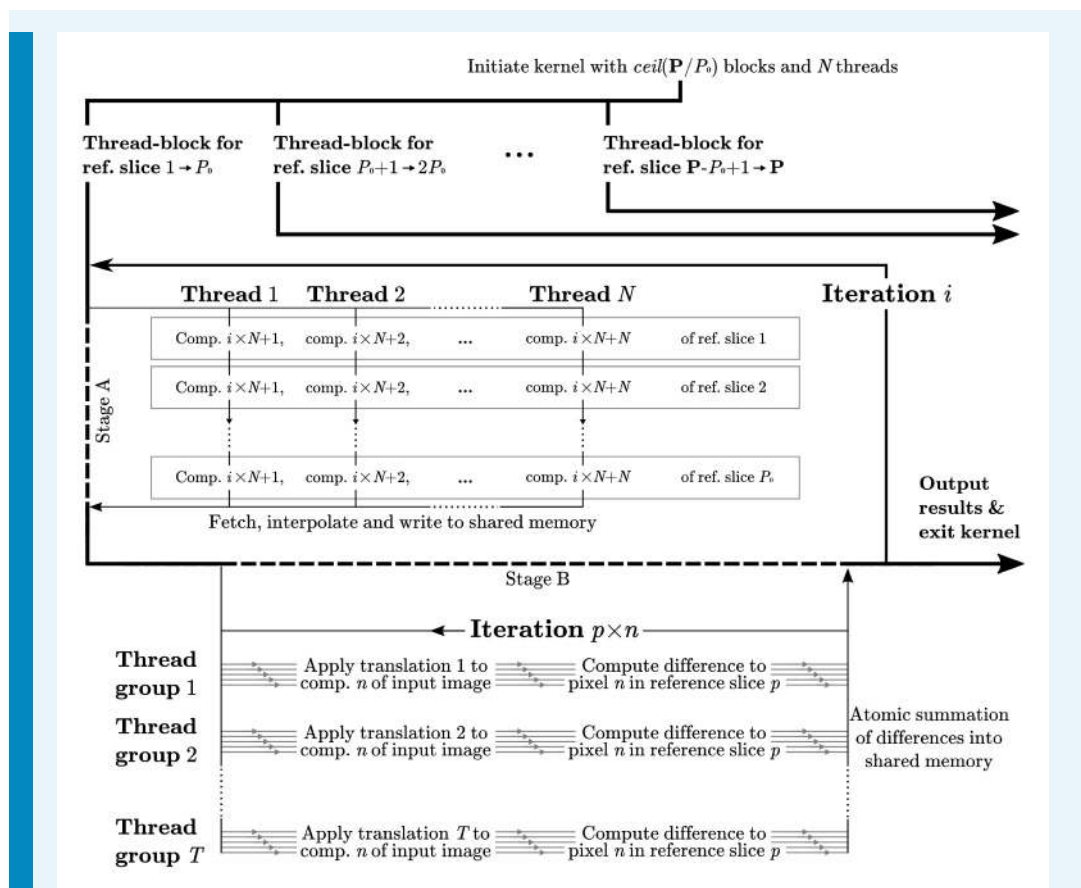 Initiate kernel with ceil(P/P₀) blocks and N threads
Thread-block for
ref. slice 1→P₀
Thread-block for
ref. slice P₀+1→2P₀
...
Thread-block for
ref. slice P-P₀+1→P
Iteration i
Thread 1 Thread 2 Thread N
Comp. i×N+1, comp. i×N+2, ... comp. i×N+N of ref. slice 1
Comp. i×N+1, comp. i×N+2, ... comp. i×N+N of ref. slice 2
Comp. i×N+1, comp. i×N+2, ... comp. i×N+N of ref. slice P₀
Stage A
Fetch, interpolate and write to shared memory
Output
results &
exit kernel
Stage B
Iteration p×n
Thread
group 1
Apply translation 1 to
comp. n of input image
Compute difference to
pixel n in reference slice p
Thread
group 2
Apply translation 2 to
comp. n of input image
Compute difference to
pixel n in reference slice p
Atomic summation
of differences into
shared memory
Thread
group T
Apply translation T to
comp. n of input image
Compute difference to
pixel n in reference slice p